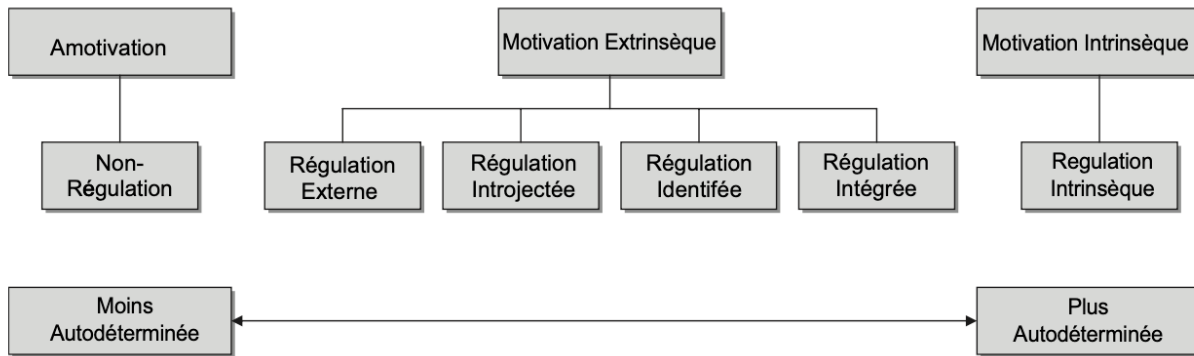 Amotivation
Motivation Extrinsèque
Motivation Intrinsèque
Non-
Régulation
Régulation
Externe
Régulation
Introjectée
Régulation
Identifée
Régulation
Intégrée
Regulation
Intrinsèque
Moins
Autodéterminée
Plus
Autodéterminée